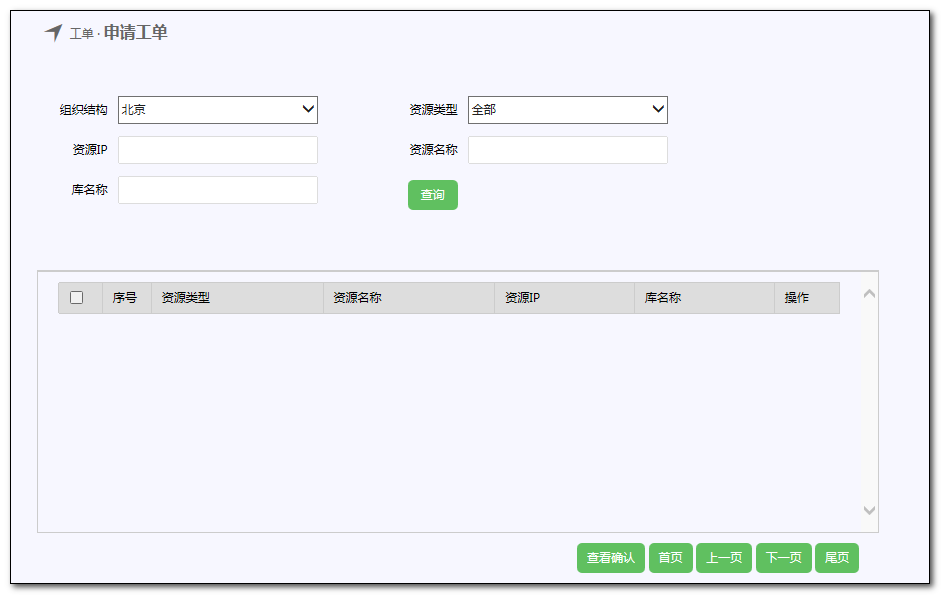 工单 · 申请工单
组织结构 北京 资源类型 全部
资源IP 资源名称
库名称 查询
序号 资源类型 资源名称 资源IP 库名称 操作
查看确认 首页 上一页 下一页 尾页